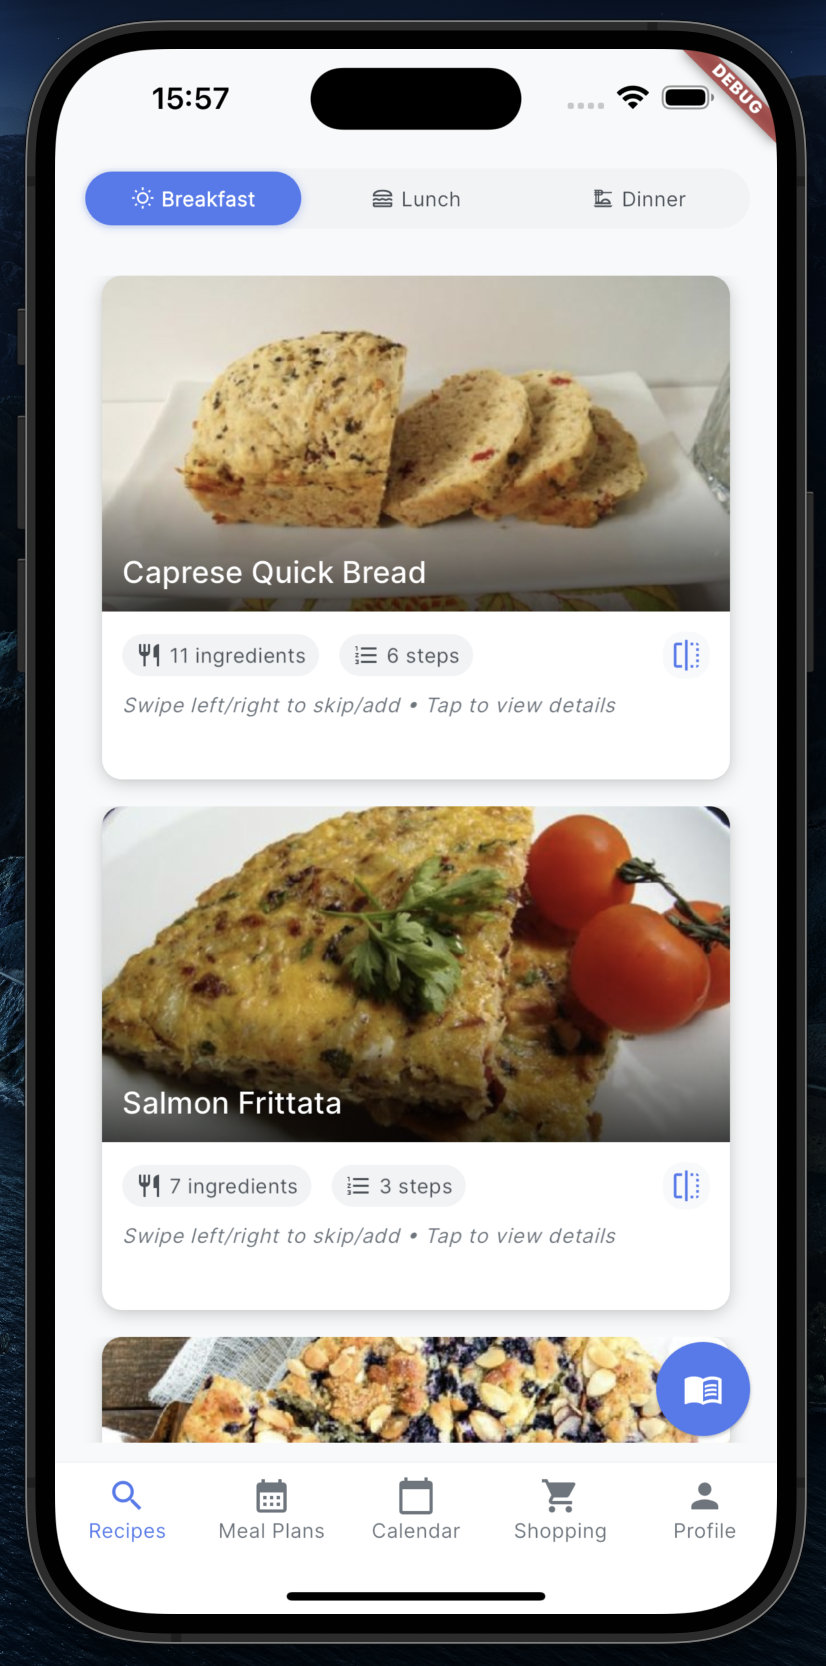 15:57
DEBUG
Breakfast Lunch Dinner
Caprese Quick Bread
11 ingredients 6 steps
Swipe left/right to skip/add • Tap to view details
Salmon Frittata
7 ingredients 3 steps
Swipe left/right to skip/add • Tap to view details
Recipes Meal Plans Calendar Shopping Profile